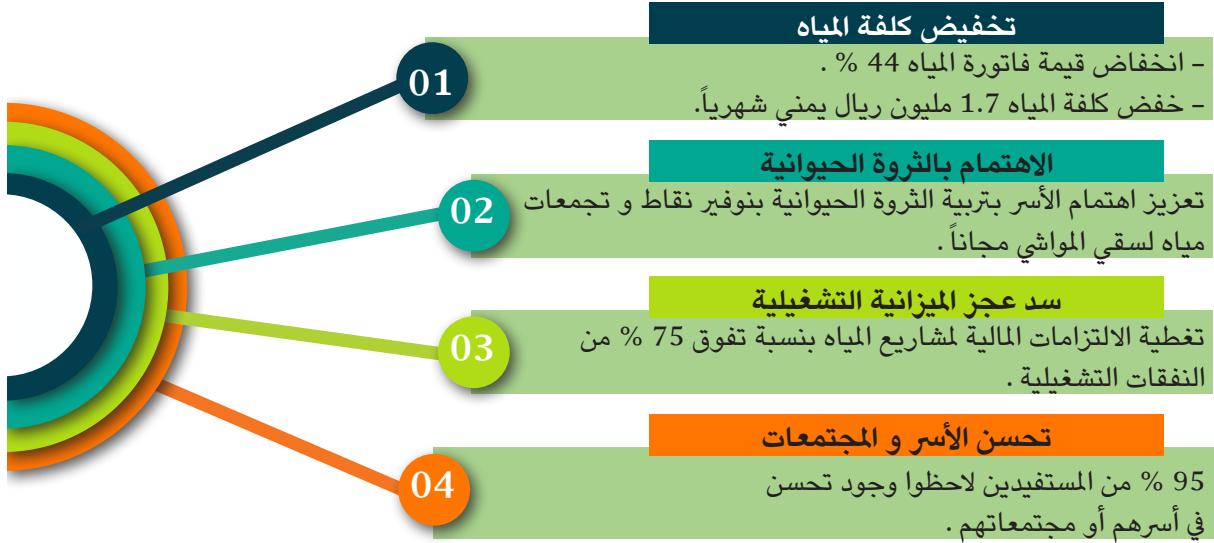 تخفيض كلفة المياه
01
- انخفاض قيمة فاتورة المياه 44 % .
- خفض كلفة المياه 1.7 مليون ريال يمني شهرياً.
الاهتمام بالثروة الحيوانية
02
تعزيز اهتمام الأسر بتربية الثروة الحيوانية بنوفير نقاط و تجمعات
مياه لسقي المواشي مجاناً .
سد عجز الميزانية التشغيلية
03
تغطية الالتزامات المالية لمشاريع المياه بنسبة تفوق 75 % من
النفقات التشغيلية .
تحسن الأسر و المجتمعات
04
95 % من المستفيدين لاحظوا وجود تحسن
في أسرهم أو مجتمعاتهم .